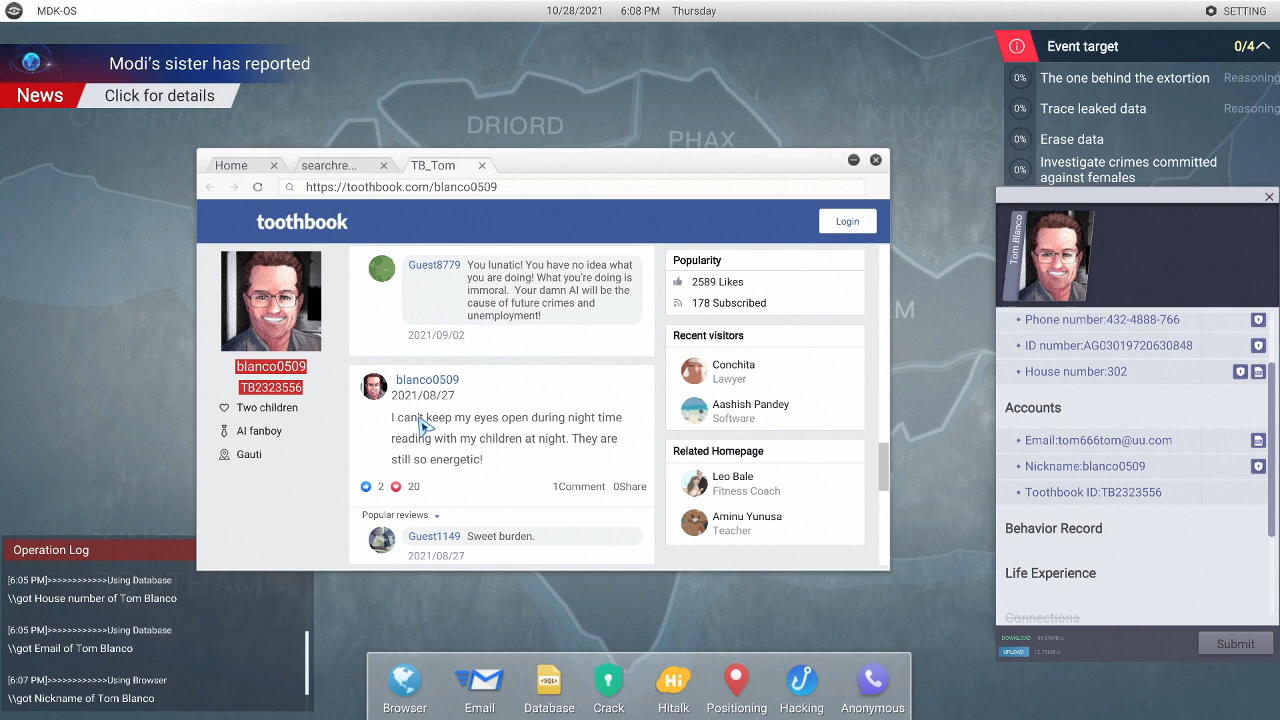 MDK-OS
10/28/2021 6:08 PM Thursday
SETTING
Modi's sister has reported
News Click for details
DRIORD
PHAX
Event target 0/4
0% The one behind the extortion Reasoning
0% Trace leaked data Reasoning
0% Erase data
0% Investigate crimes committed
against females
Home
searchre...
TB_Tom
https://toothbook.com/blanco0509
toothbook
Login
blanco0509
TB2323556
Two children
AI fanboy
Gauti
Guest8779 You lunatic! You have no idea what
you are doing! What you're doing is
immoral. Your damn AI will be the
cause of future crimes and
unemployment!
2021/09/02
blanco0509
2021/08/27
I can't keep my eyes open during night time
reading with my children at night. They are
still so energetic!
2 20 1Comment 0Share
Popular reviews
Guest1149 Sweet burden.
2021/08/27
Popularity
2589 Likes
178 Subscribed
Recent visitors
Conchita
Lawyer
Aashish Pandey
Software
Related Homepage
Leo Bale
Fitness Coach
Aminu Yunusa
Teacher
Tom Blanco
Phone number:432-4888-766
ID number:AG03019720630848
House number:302
Accounts
Email:tom666tom@uu.com
Nickname:blanco0509
Toothbook ID:TB2323556
Behavior Record
Life Experience
Connections
DOWNLOAD
UPLOAD
Submit
Operation Log
[6:05 PM]>>>>>>>>>>>>Using Database
\\got House number of Tom Blanco
[6:05 PM]>>>>>>>>>>>>Using Database
\\got Email of Tom Blanco
[6:07 PM]>>>>>>>>>>>>Using Browser
\\got Nickname of Tom Blanco
<SQL>
Hi
Browser Email Database Crack Hitalk Positioning Hacking Anonymous